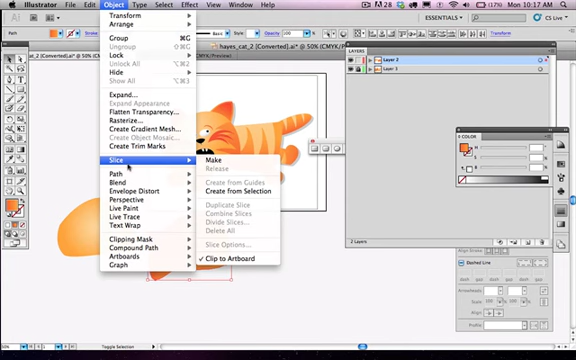 Illustrator File Edit Object Type Select Effect View Window Help
Mon 10:17 AM
ESSENTIALS
CS Live
Path
Stroke:
Opacity:
Style:
Transform
hayes_cat_2 [Converted].ai* @ 50% (CMYK
Transform
Arrange
Group ⌘G
Ungroup
Lock
Unlock All
Hide
Show All
Expand...
Expand Appearance
Flatten Transparency...
Rasterize...
Create Gradient Mesh...
Create Object Mosaic...
Create Trim Marks
Slice
Path
Blend
Envelope Distort
Perspective
Live Paint
Live Trace
Text Wrap
Clipping Mask
Compound Path
Artboards
Graph
Make
Release
Create from Guides
Create from Selection
Duplicate Slice
Combine Slices
Divide Slices...
Delete All
Slice Options...
✓ Clip to Artboard
LAYERS
Layer 2
Layer 1
2 Layers
COLOR
Align Stroke:
Dashed Line
Arrowheads:
Scale:
Align:
Profile:
50%
Toggle Selection